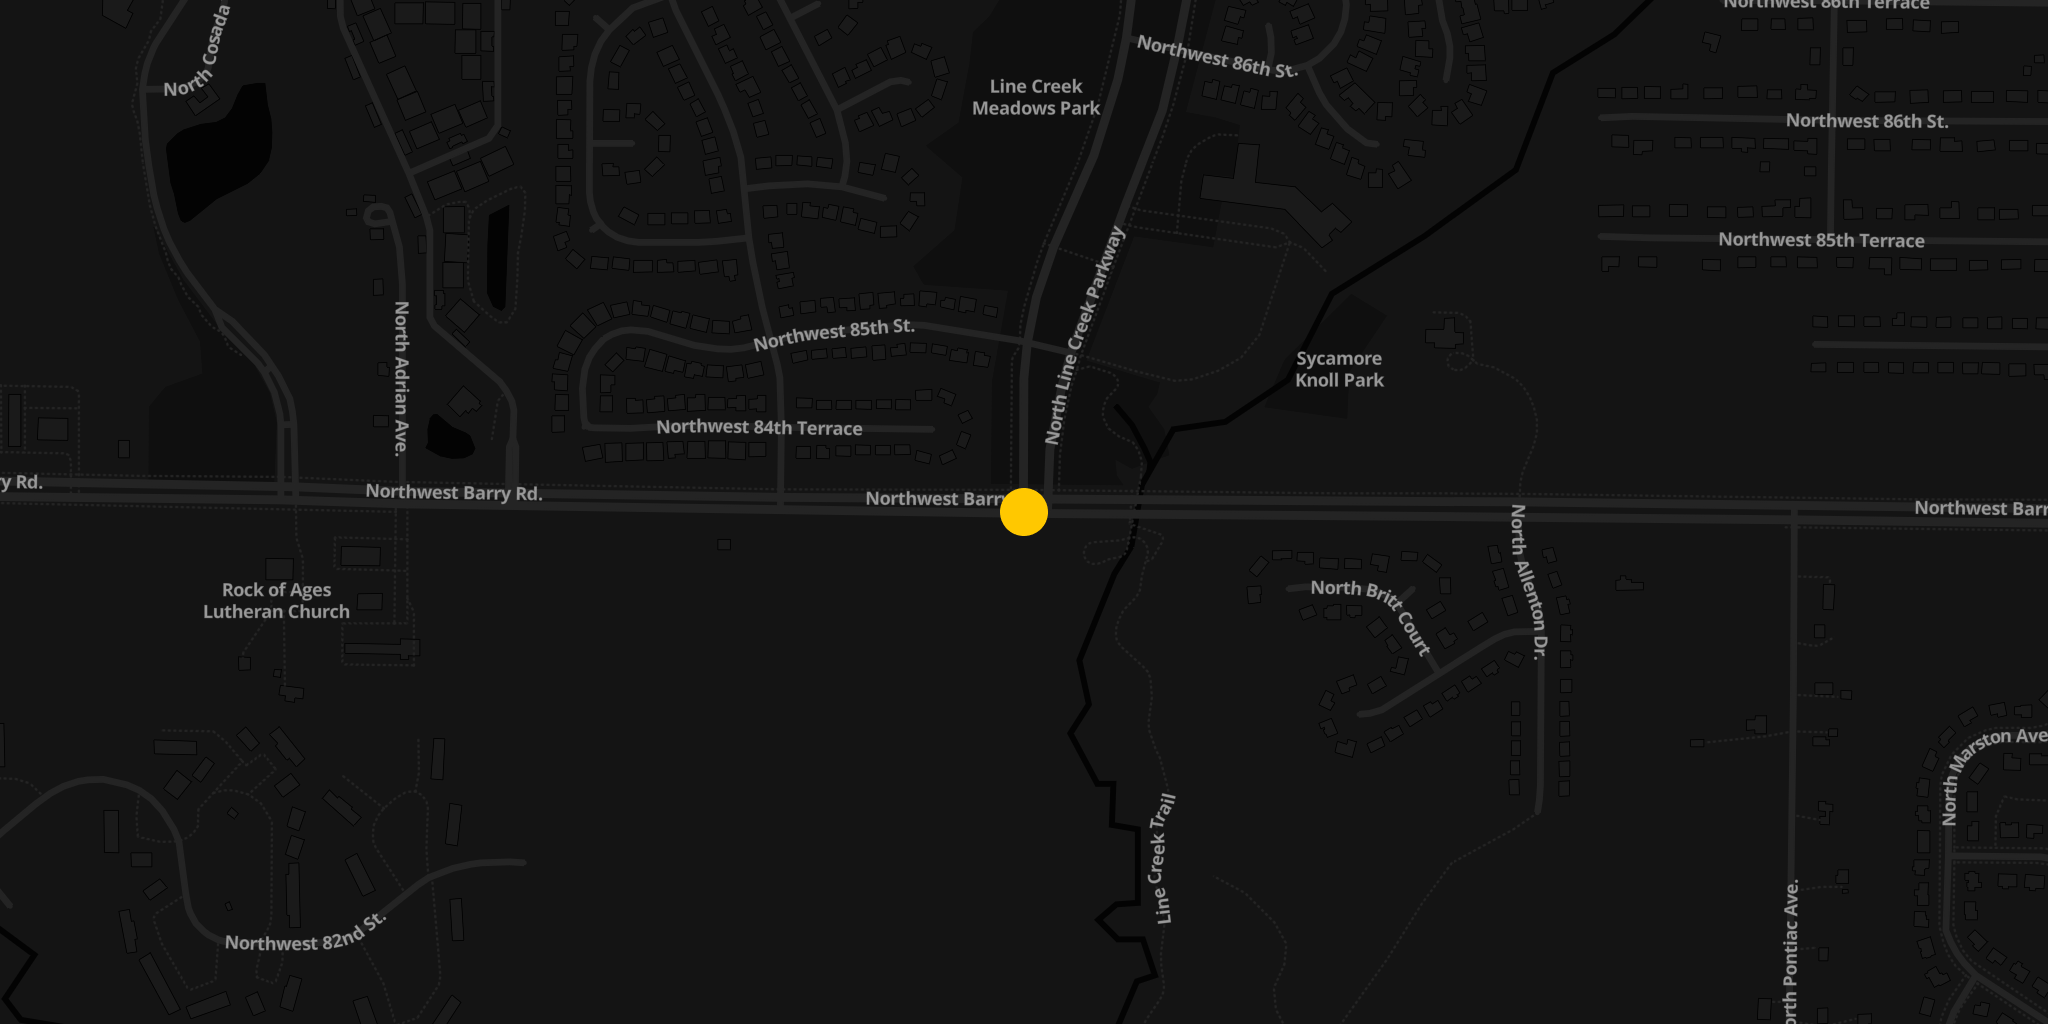 Northwest 86th Terrace
North Cosada
Northwest 86th St.
Line Creek
Meadows Park
Northwest 86th St.
Northwest 85th Terrace
North Line Creek Parkway
Northwest 85th St.
North Adrian Ave.
Sycamore
Knoll Park
Northwest 84th Terrace
y Rd.
Northwest Barry Rd.
Northwest Barry
Northwest Barr
North Allenton Dr.
Rock of Ages
Lutheran Church
North Britt Court
North Marston Ave
Line Creek Trail
Northwest 82nd St.
orth Pontiac Ave.